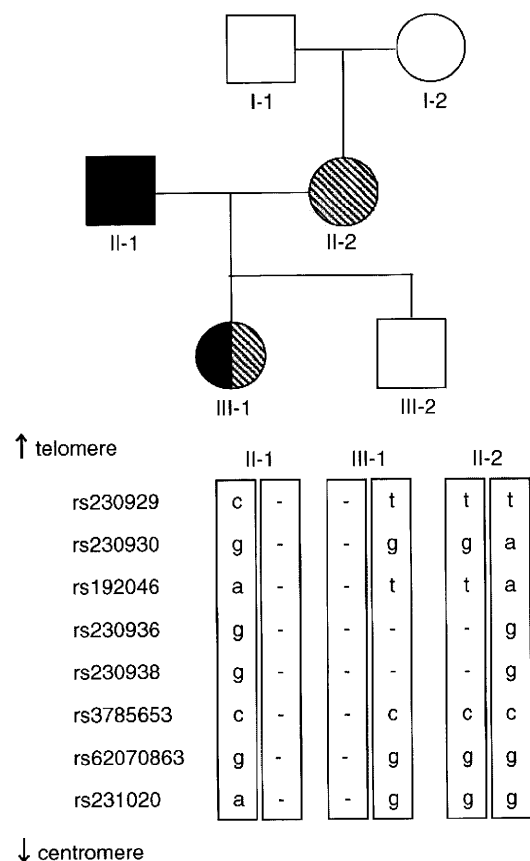 I-1 I-2
II-1 II-2
III-1 III-2
↑ telomere
II-1 III-1 II-2
rs230929 c - - t t t
rs230930 g - - g g a
rs192046 a - - t t a
rs230936 g - - - - g
rs230938 g - - - - g
rs3785653 c - - c c c
rs62070863 g - - g g g
rs231020 a - - g g g
↓ centromere